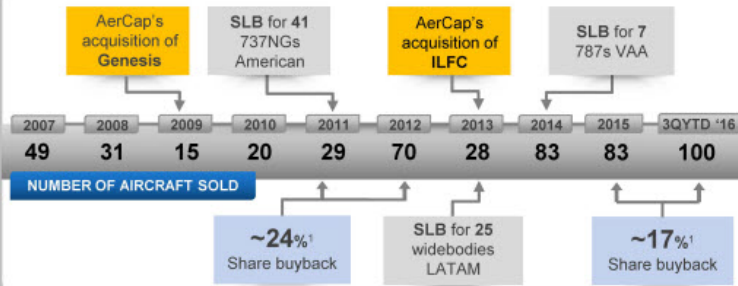 AerCap's
acquisition of
Genesis
SLB for 41
737NGs
American
AerCap's
acquisition of
ILFC
SLB for 7
787s VAA
2007 2008 2009 2010 2011 2012 2013 2014 2015 3QYTD '16
49 31 15 20 29 70 28 83 83 100
NUMBER OF AIRCRAFT SOLD
~24%¹
Share buyback
SLB for 25
widebodies
LATAM
~17%¹
Share buyback